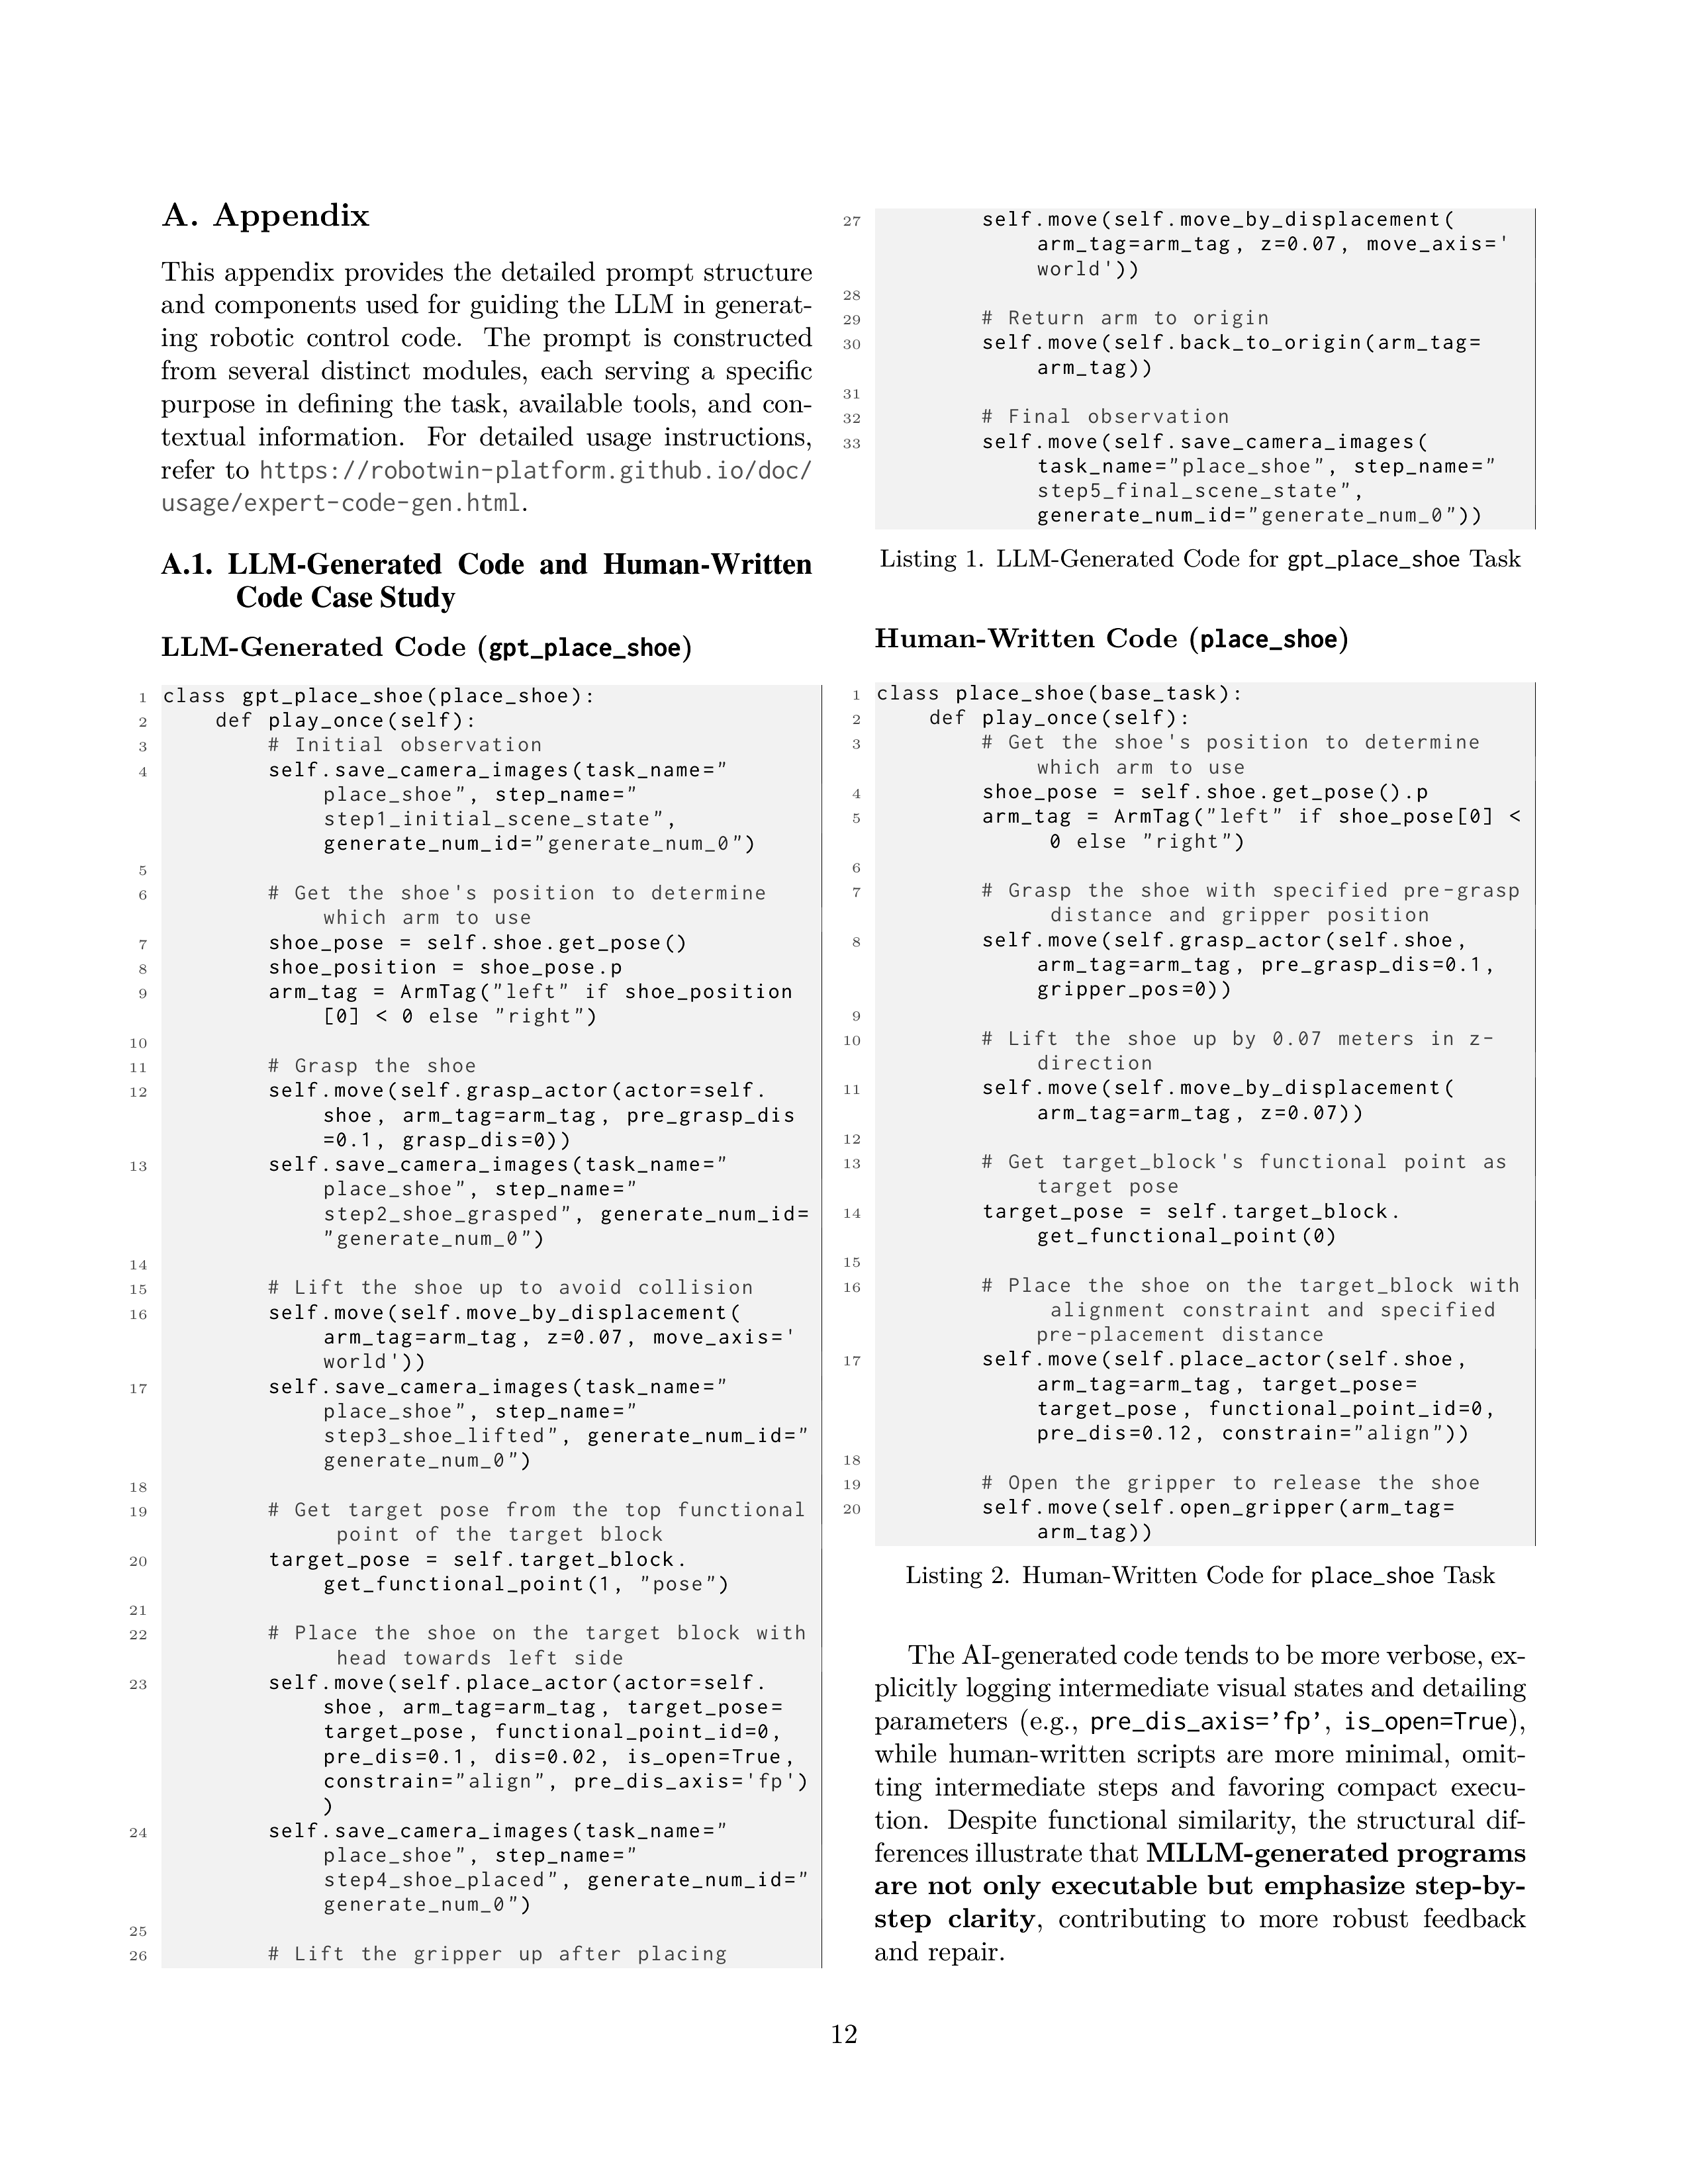 A. Appendix
This appendix provides the detailed prompt structure
and components used for guiding the LLM in generat-
ing robotic control code. The prompt is constructed
from several distinct modules, each serving a specific
purpose in defining the task, available tools, and con-
textual information. For detailed usage instructions,
refer to https://robotwin-platform.github.io/doc/
usage/expert-code-gen.html.
A.1. LLM-Generated Code and Human-Written
Code Case Study
LLM-Generated Code (gpt_place_shoe)
1 class gpt_place_shoe(place_shoe):
2     def play_once(self):
3         # Initial observation
4         self.save_camera_images(task_name="
            place_shoe", step_name="
            step1_initial_scene_state",
            generate_num_id="generate_num_0")
5
6         # Get the shoe's position to determine
            which arm to use
7         shoe_pose = self.shoe.get_pose()
8         shoe_position = shoe_pose.p
9         arm_tag = ArmTag("left" if shoe_position
            [0] < 0 else "right")
10
11         # Grasp the shoe
12         self.move(self.grasp_actor(actor=self.
            shoe, arm_tag=arm_tag, pre_grasp_dis
            =0.1, grasp_dis=0))
13         self.save_camera_images(task_name="
            place_shoe", step_name="
            step2_shoe_grasped", generate_num_id=
            "generate_num_0")
14
15         # Lift the shoe up to avoid collision
16         self.move(self.move_by_displacement(
            arm_tag=arm_tag, z=0.07, move_axis='
            world'))
17         self.save_camera_images(task_name="
            place_shoe", step_name="
            step3_shoe_lifted", generate_num_id="
            generate_num_0")
18
19         # Get target pose from the top functional
            point of the target block
20         target_pose = self.target_block.
            get_functional_point(1, "pose")
21
22         # Place the shoe on the target block with
            head towards left side
23         self.move(self.place_actor(actor=self.
            shoe, arm_tag=arm_tag, target_pose=
            target_pose, functional_point_id=0,
            pre_dis=0.1, dis=0.02, is_open=True,
            constrain="align", pre_dis_axis='fp')
            )
24         self.save_camera_images(task_name="
            place_shoe", step_name="
            step4_shoe_placed", generate_num_id="
            generate_num_0")
25
26         # Lift the gripper up after placing
27         self.move(self.move_by_displacement(
            arm_tag=arm_tag, z=0.07, move_axis='
            world'))
28
29         # Return arm to origin
30         self.move(self.back_to_origin(arm_tag=
            arm_tag))
31
32         # Final observation
33         self.move(self.save_camera_images(
            task_name="place_shoe", step_name="
            step5_final_scene_state",
            generate_num_id="generate_num_0"))
Listing 1. LLM-Generated Code for gpt_place_shoe Task
Human-Written Code (place_shoe)
1 class place_shoe(base_task):
2     def play_once(self):
3         # Get the shoe's position to determine
            which arm to use
4         shoe_pose = self.shoe.get_pose().p
5         arm_tag = ArmTag("left" if shoe_pose[0] <
            0 else "right")
6
7         # Grasp the shoe with specified pre-grasp
            distance and gripper position
8         self.move(self.grasp_actor(self.shoe,
            arm_tag=arm_tag, pre_grasp_dis=0.1,
            gripper_pos=0))
9
10         # Lift the shoe up by 0.07 meters in z-
            direction
11         self.move(self.move_by_displacement(
            arm_tag=arm_tag, z=0.07))
12
13         # Get target_block's functional point as
            target pose
14         target_pose = self.target_block.
            get_functional_point(0)
15
16         # Place the shoe on the target_block with
            alignment constraint and specified
            pre-placement distance
17         self.move(self.place_actor(self.shoe,
            arm_tag=arm_tag, target_pose=
            target_pose, functional_point_id=0,
            pre_dis=0.12, constrain="align"))
18
19         # Open the gripper to release the shoe
20         self.move(self.open_gripper(arm_tag=
            arm_tag))
Listing 2. Human-Written Code for place_shoe Task
The AI-generated code tends to be more verbose, ex-
plicitly logging intermediate visual states and detailing
parameters (e.g., pre_dis_axis='fp', is_open=True),
while human-written scripts are more minimal, omit-
ting intermediate steps and favoring compact execu-
tion. Despite functional similarity, the structural dif-
ferences illustrate that MLLM-generated programs
are not only executable but emphasize step-by-
step clarity, contributing to more robust feedback
and repair.
12